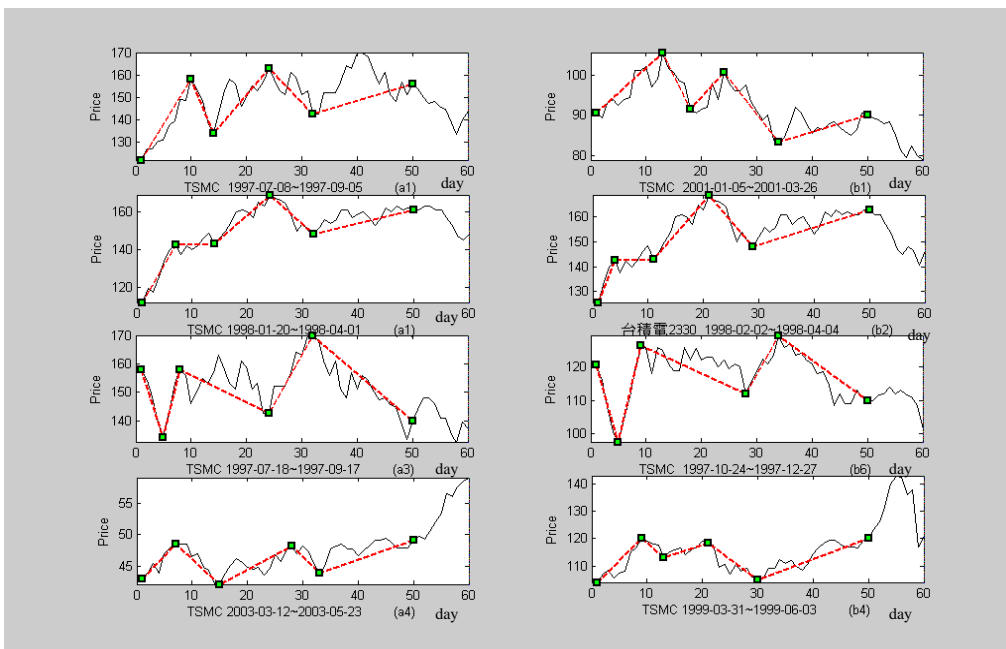 170
160
150
140
130
Price
0 10 20 30 40 50 60
TSMC 1997-07-08~1997-09-05 (a1) day
100
90
80
Price
0 10 20 30 40 50 60
TSMC 2001-01-05~2001-03-26 (b1) day
160
140
120
Price
0 10 20 30 40 50 60
TSMC 1998-01-20~1998-04-01 (a1) day
160
150
140
130
Price
0 10 20 30 40 50 60
台積電2330 1998-02-02~1998-04-04 (b2) day
170
160
150
140
Price
0 10 20 30 40 50 60
TSMC 1997-07-18~1997-09-17 (a3) day
120
110
100
Price
0 10 20 30 40 50 60
TSMC 1997-10-24~1997-12-27 (b6) day
55
50
45
Price
0 10 20 30 40 50 60
TSMC 2003-03-12~2003-05-23 (a4) day
140
130
120
110
Price
0 10 20 30 40 50 60
TSMC 1999-03-31~1999-06-03 (b4) day